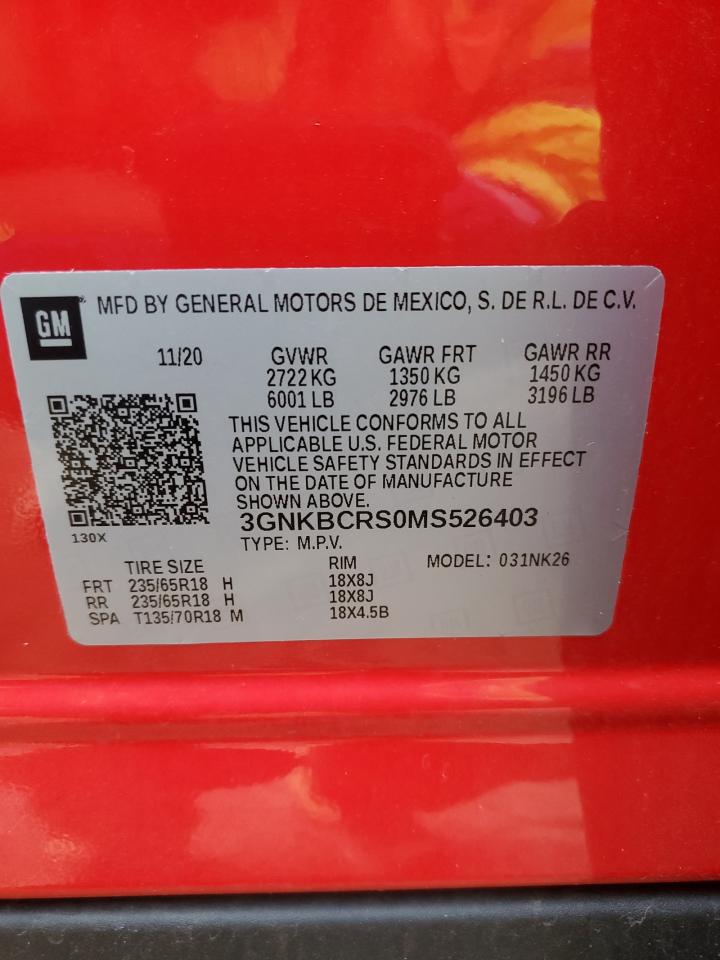 GM ® MFD BY GENERAL MOTORS DE MEXICO, S. DE R.L. DE C.V.
11/20 GVWR GAWR FRT GAWR RR
2722 KG 1350 KG 1450 KG
6001 LB 2976 LB 3196 LB
THIS VEHICLE CONFORMS TO ALL
APPLICABLE U.S. FEDERAL MOTOR
VEHICLE SAFETY STANDARDS IN EFFECT
ON THE DATE OF MANUFACTURE
SHOWN ABOVE.
3GNKBCRS0MS526403
130X
TYPE: M.P.V.
TIRE SIZE RIM MODEL: 031NK26
FRT 235/65R18 H 18X8J
RR 235/65R18 H 18X8J
SPA T135/70R18 M 18X4.5B